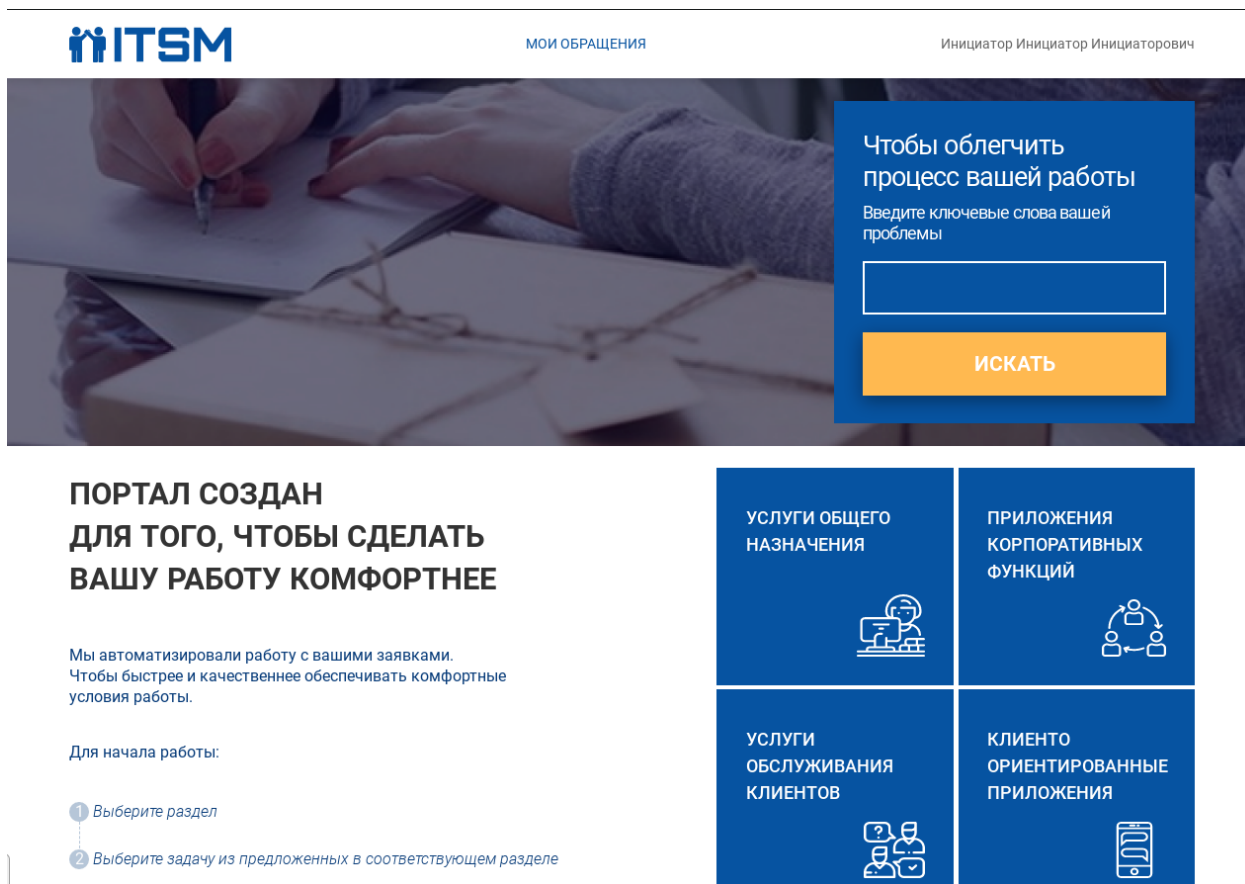 ITSM
МОИ ОБРАЩЕНИЯ
Инициатор Инициатор Инициаторович
Чтобы облегчить
процесс вашей работы
Введите ключевые слова вашей
проблемы
ИСКАТЬ
ПОРТАЛ СОЗДАН
ДЛЯ ТОГО, ЧТОБЫ СДЕЛАТЬ
ВАШУ РАБОТУ КОМФОРТНЕЕ
Мы автоматизировали работу с вашими заявками.
Чтобы быстрее и качественнее обеспечивать комфортные
условия работы.
Для начала работы:
1 Выберите раздел
2 Выберите задачу из предложенных в соответствующем разделе
УСЛУГИ ОБЩЕГО
НАЗНАЧЕНИЯ
ПРИЛОЖЕНИЯ
КОРПОРАТИВНЫХ
ФУНКЦИЙ
УСЛУГИ
ОБСЛУЖИВАНИЯ
КЛИЕНТОВ
КЛИЕНТО
ОРИЕНТИРОВАННЫЕ
ПРИЛОЖЕНИЯ